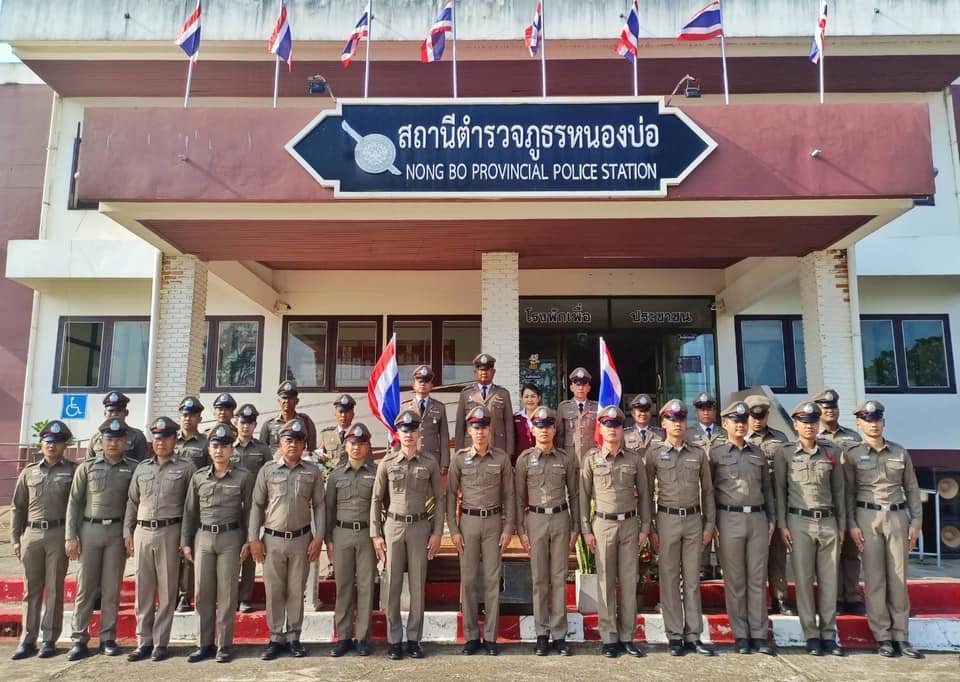 สถานีตำรวจภูธรหนองบ่อ
NONG BO PROVINCIAL POLICE STATION
โรงพักเพื่อ ประชาชน